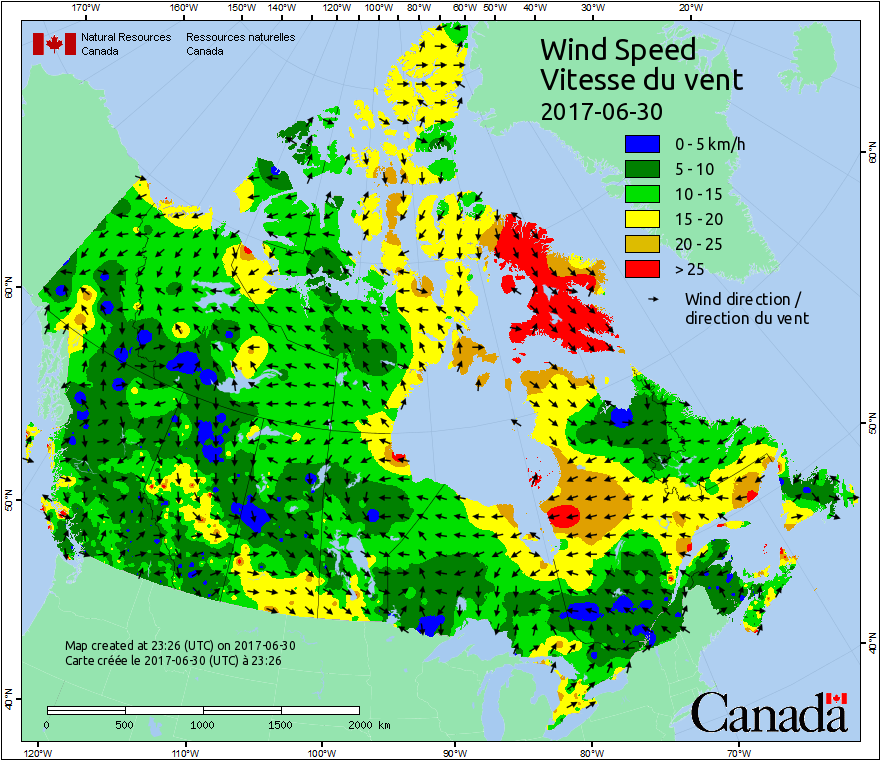 170°W 160°W 150°W 140°W 130°W 120°W 110°W 100°W 90°W 80°W 70°W 60°W 50°W 40°W 30°W 20°W
Natural Resources Canada
Ressources naturelles Canada
Wind Speed
Vitesse du vent
2017-06-30
0 - 5 km/h
5 - 10
10 - 15
15 - 20
20 - 25
> 25
Wind direction /
direction du vent
60°N
60°N
50°N
50°N
40°N
40°N
Map created at 23:26 (UTC) on 2017-06-30
Carte créée le 2017-06-30 (UTC) à 23:26
0 500 1000 1500 2000 km
Canada
120°W 110°W 100°W 90°W 80°W 70°W